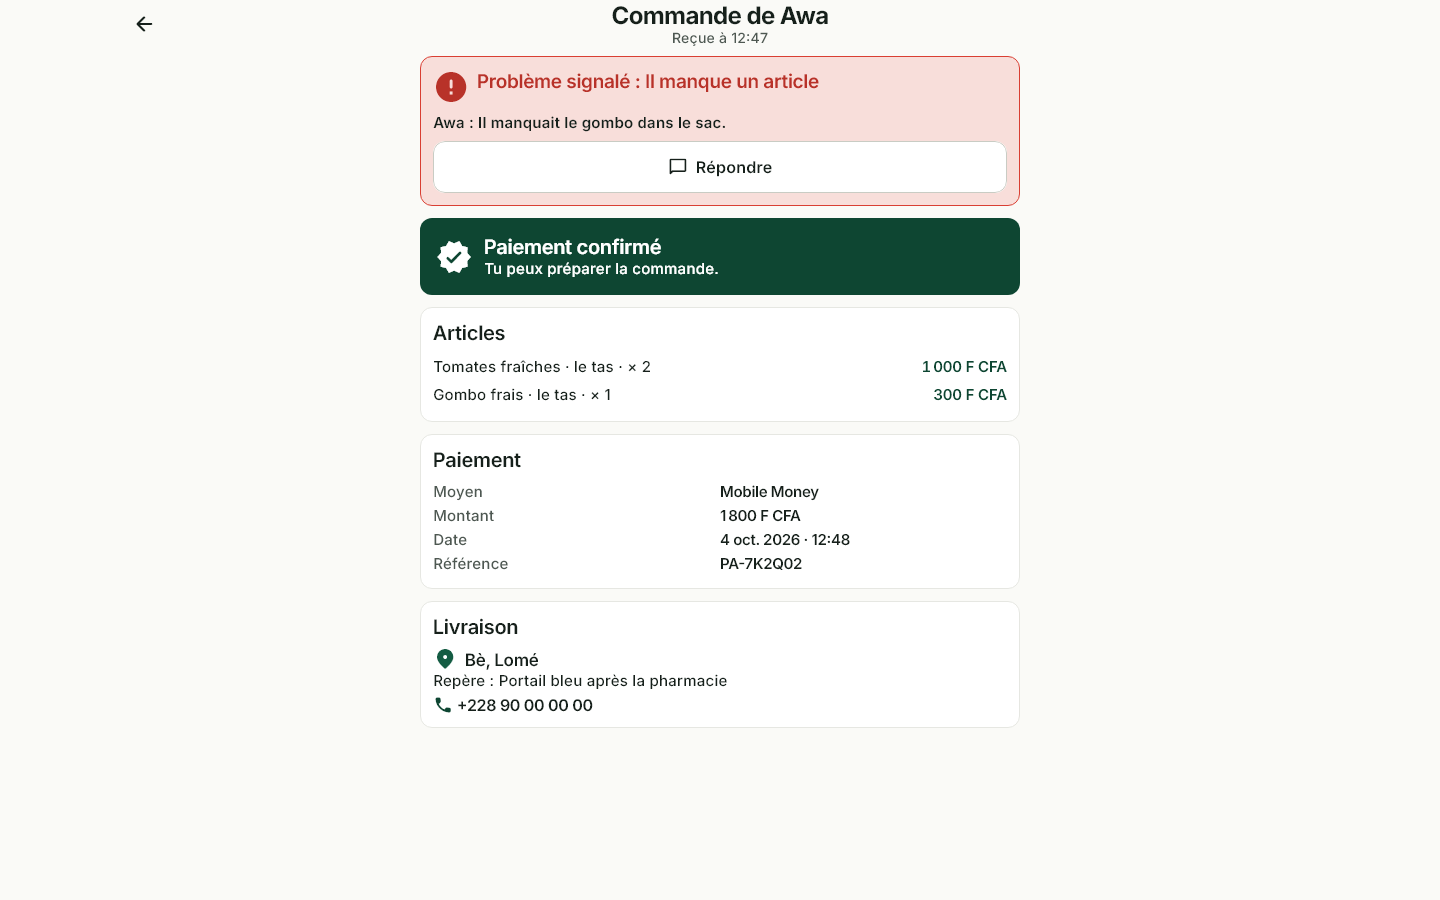 Commande de Awa
Reçue à 12:47
Problème signalé : Il manque un article
Awa : Il manquait le gombo dans le sac.
Répondre
Paiement confirmé
Tu peux préparer la commande.
Articles
Tomates fraîches · le tas · × 2 1 000 F CFA
Gombo frais · le tas · × 1 300 F CFA
Paiement
Moyen Mobile Money
Montant 1 800 F CFA
Date 4 oct. 2026 · 12:48
Référence PA-7K2Q02
Livraison
Bè, Lomé
Repère : Portail bleu après la pharmacie
+228 90 00 00 00